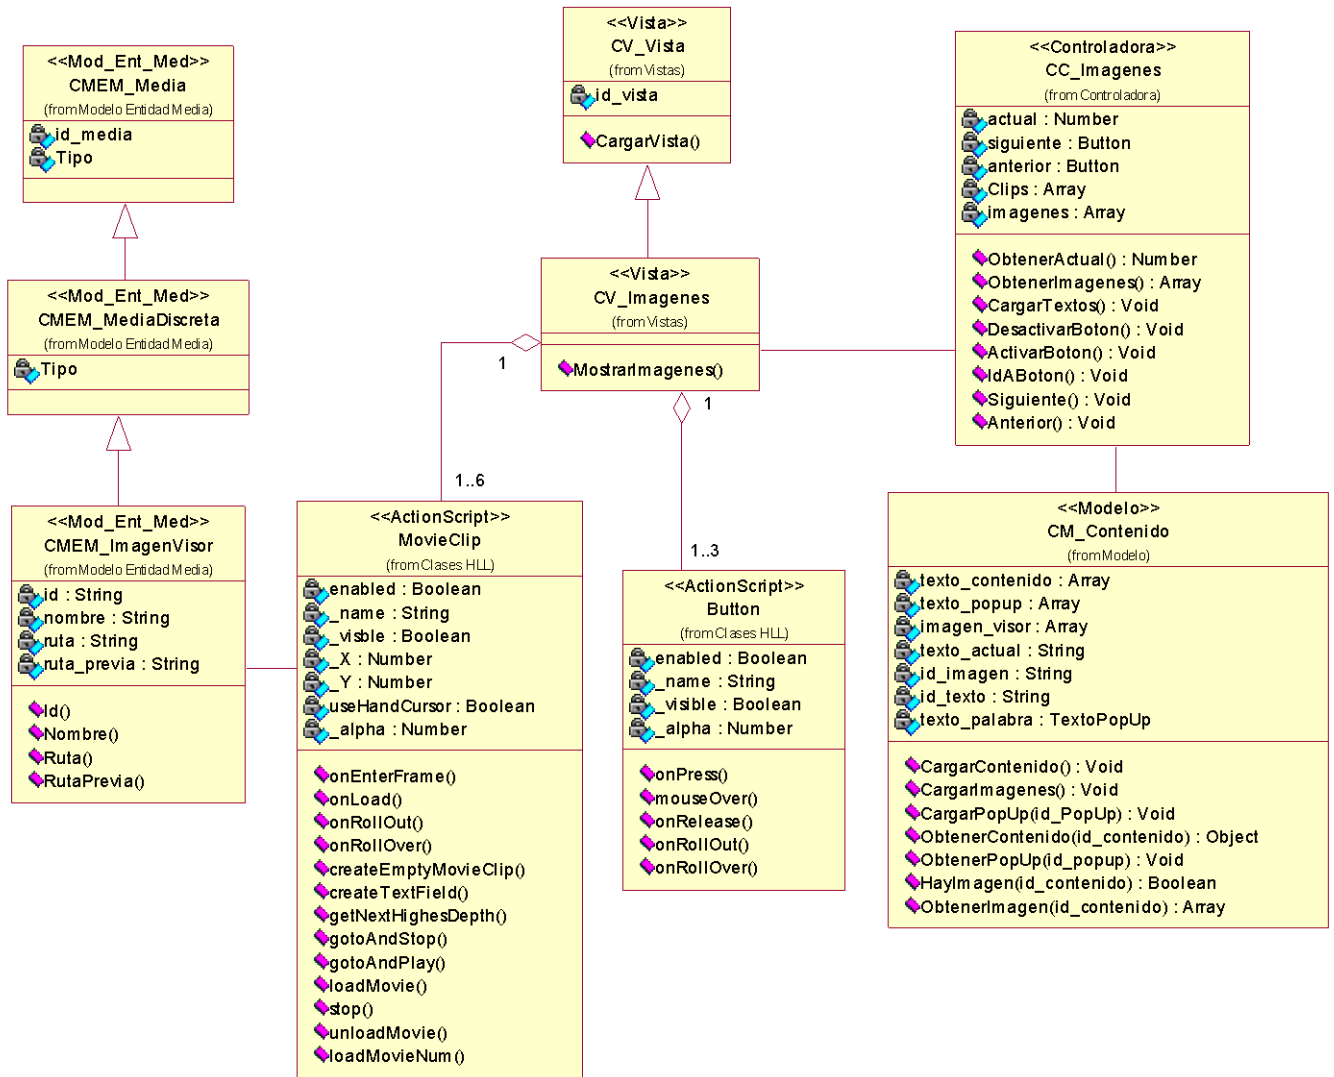 <<Mod_Ent_Med>>
CMEM_Media
(from Modelo Entidad Media)
id_media
Tipo
<<Mod_Ent_Med>>
CMEM_MediaDiscreta
(from Modelo Entidad Media)
Tipo
<<Mod_Ent_Med>>
CMEM_ImagenVisor
(from Modelo Entidad Media)
id : String
nombre : String
ruta : String
ruta_previa : String
Id()
Nombre()
Ruta()
RutaPrevia()
<<Vista>>
CV_Vista
(from Vistas)
id_vista
CargarVista()
<<Vista>>
CV_Imagenes
(from Vistas)
MostrarImagenes()
1
1
1..6
1..3
<<ActionScript>>
MovieClip
(from Clases HLL)
enabled : Boolean
_name : String
_visble : Boolean
_X : Number
_Y : Number
useHandCursor : Boolean
_alpha : Number
onEnterFrame()
onLoad()
onRollOut()
onRollOver()
createEmptyMovieClip()
createTextField()
getNextHighesDepth()
gotoAndStop()
gotoAndPlay()
loadMovie()
stop()
unloadMovie()
loadMovieNum()
<<ActionScript>>
Button
(from Clases HLL)
enabled : Boolean
_name : String
_visible : Boolean
_alpha : Number
onPress()
mouseOver()
onRelease()
onRollOut()
onRollOver()
<<Controladora>>
CC_Imagenes
(from Controladora)
actual : Number
siguiente : Button
anterior : Button
Clips : Array
imagenes : Array
ObtenerActual() : Number
ObtenerImagenes() : Array
CargarTextos() : Void
DesactivarBoton() : Void
ActivarBoton() : Void
IdABoton() : Void
Siguiente() : Void
Anterior() : Void
<<Modelo>>
CM_Contenido
(from Modelo)
texto_contenido : Array
texto_popup : Array
imagen_visor : Array
texto_actual : String
id_imagen : String
id_texto : String
texto_palabra : TextoPopUp
CargarContenido() : Void
CargarImagenes() : Void
CargarPopUp(id_PopUp) : Void
ObtenerContenido(id_contenido) : Object
ObtenerPopUp(id_popup) : Void
HayImagen(id_contenido) : Boolean
ObtenerImagen(id_contenido) : Array